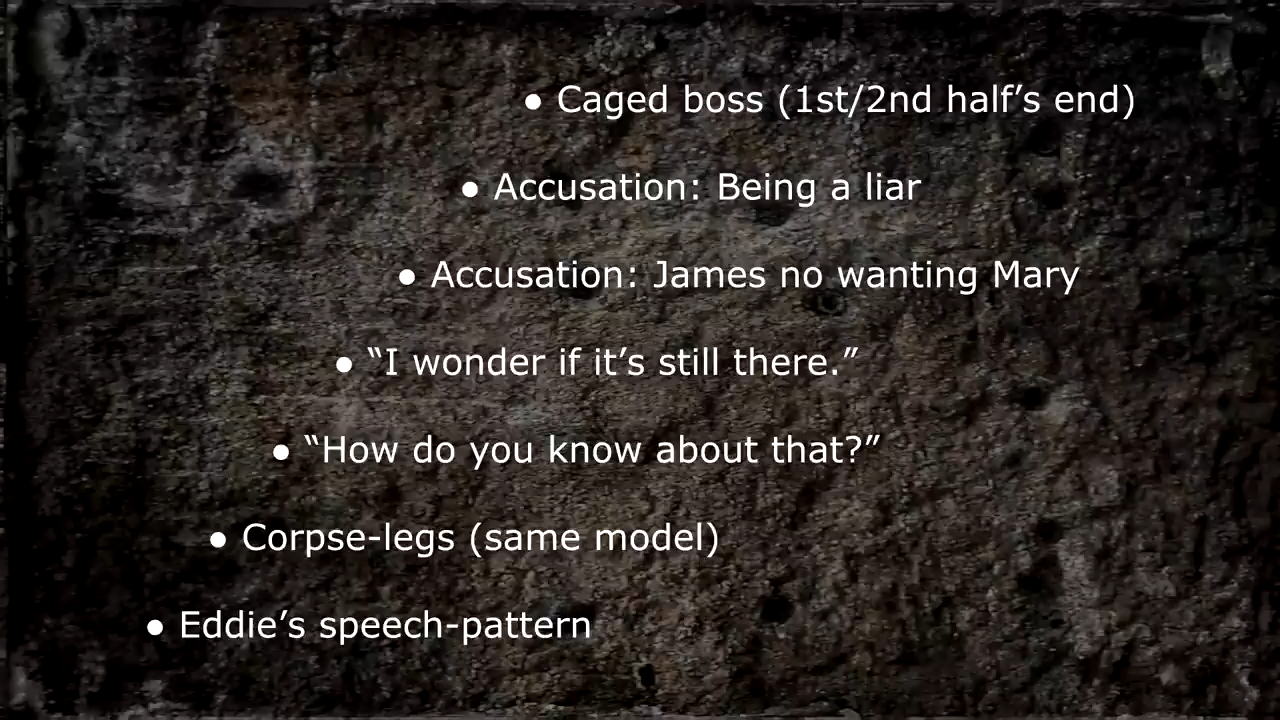 ● Caged boss (1st/2nd half’s end)
● Accusation: Being a liar
● Accusation: James no wanting Mary
● “I wonder if it’s still there.”
● “How do you know about that?”
● Corpse-legs (same model)
● Eddie’s speech-pattern